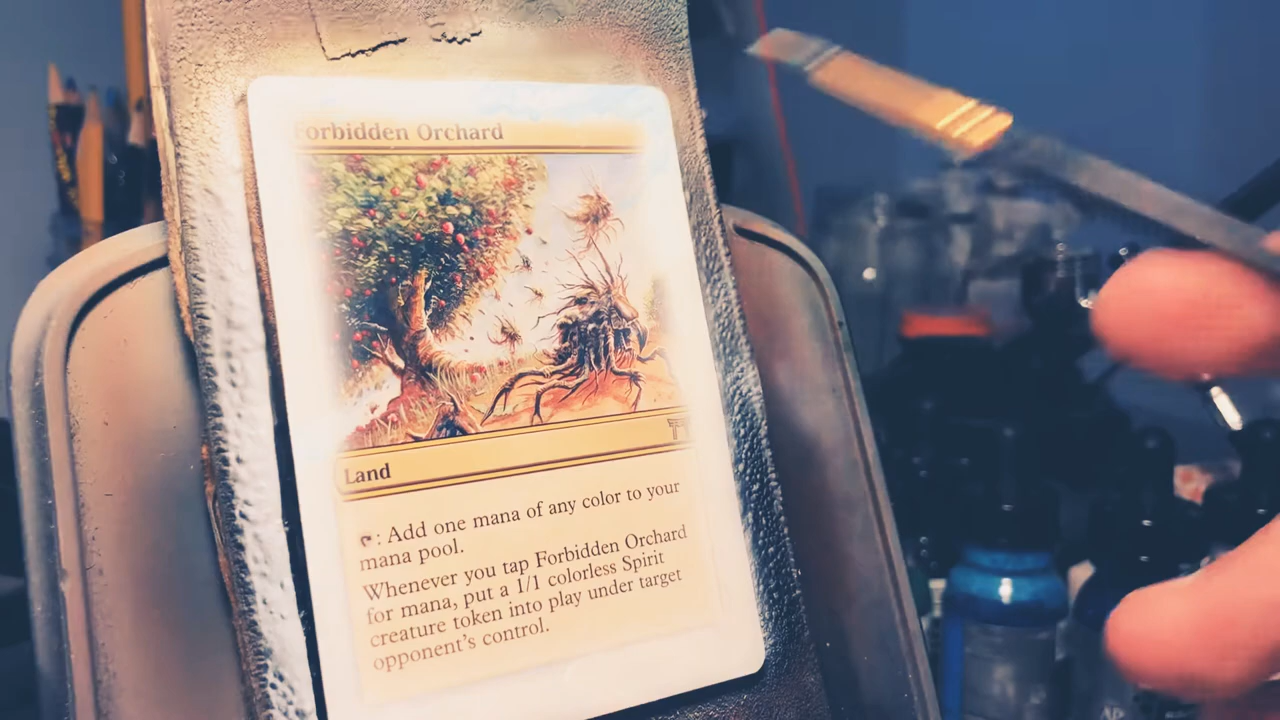 Forbidden Orchard
Land
: Add one mana of any color to your
mana pool.
Whenever you tap Forbidden Orchard
for mana, put a 1/1 colorless Spirit
creature token into play under target
opponent's control.